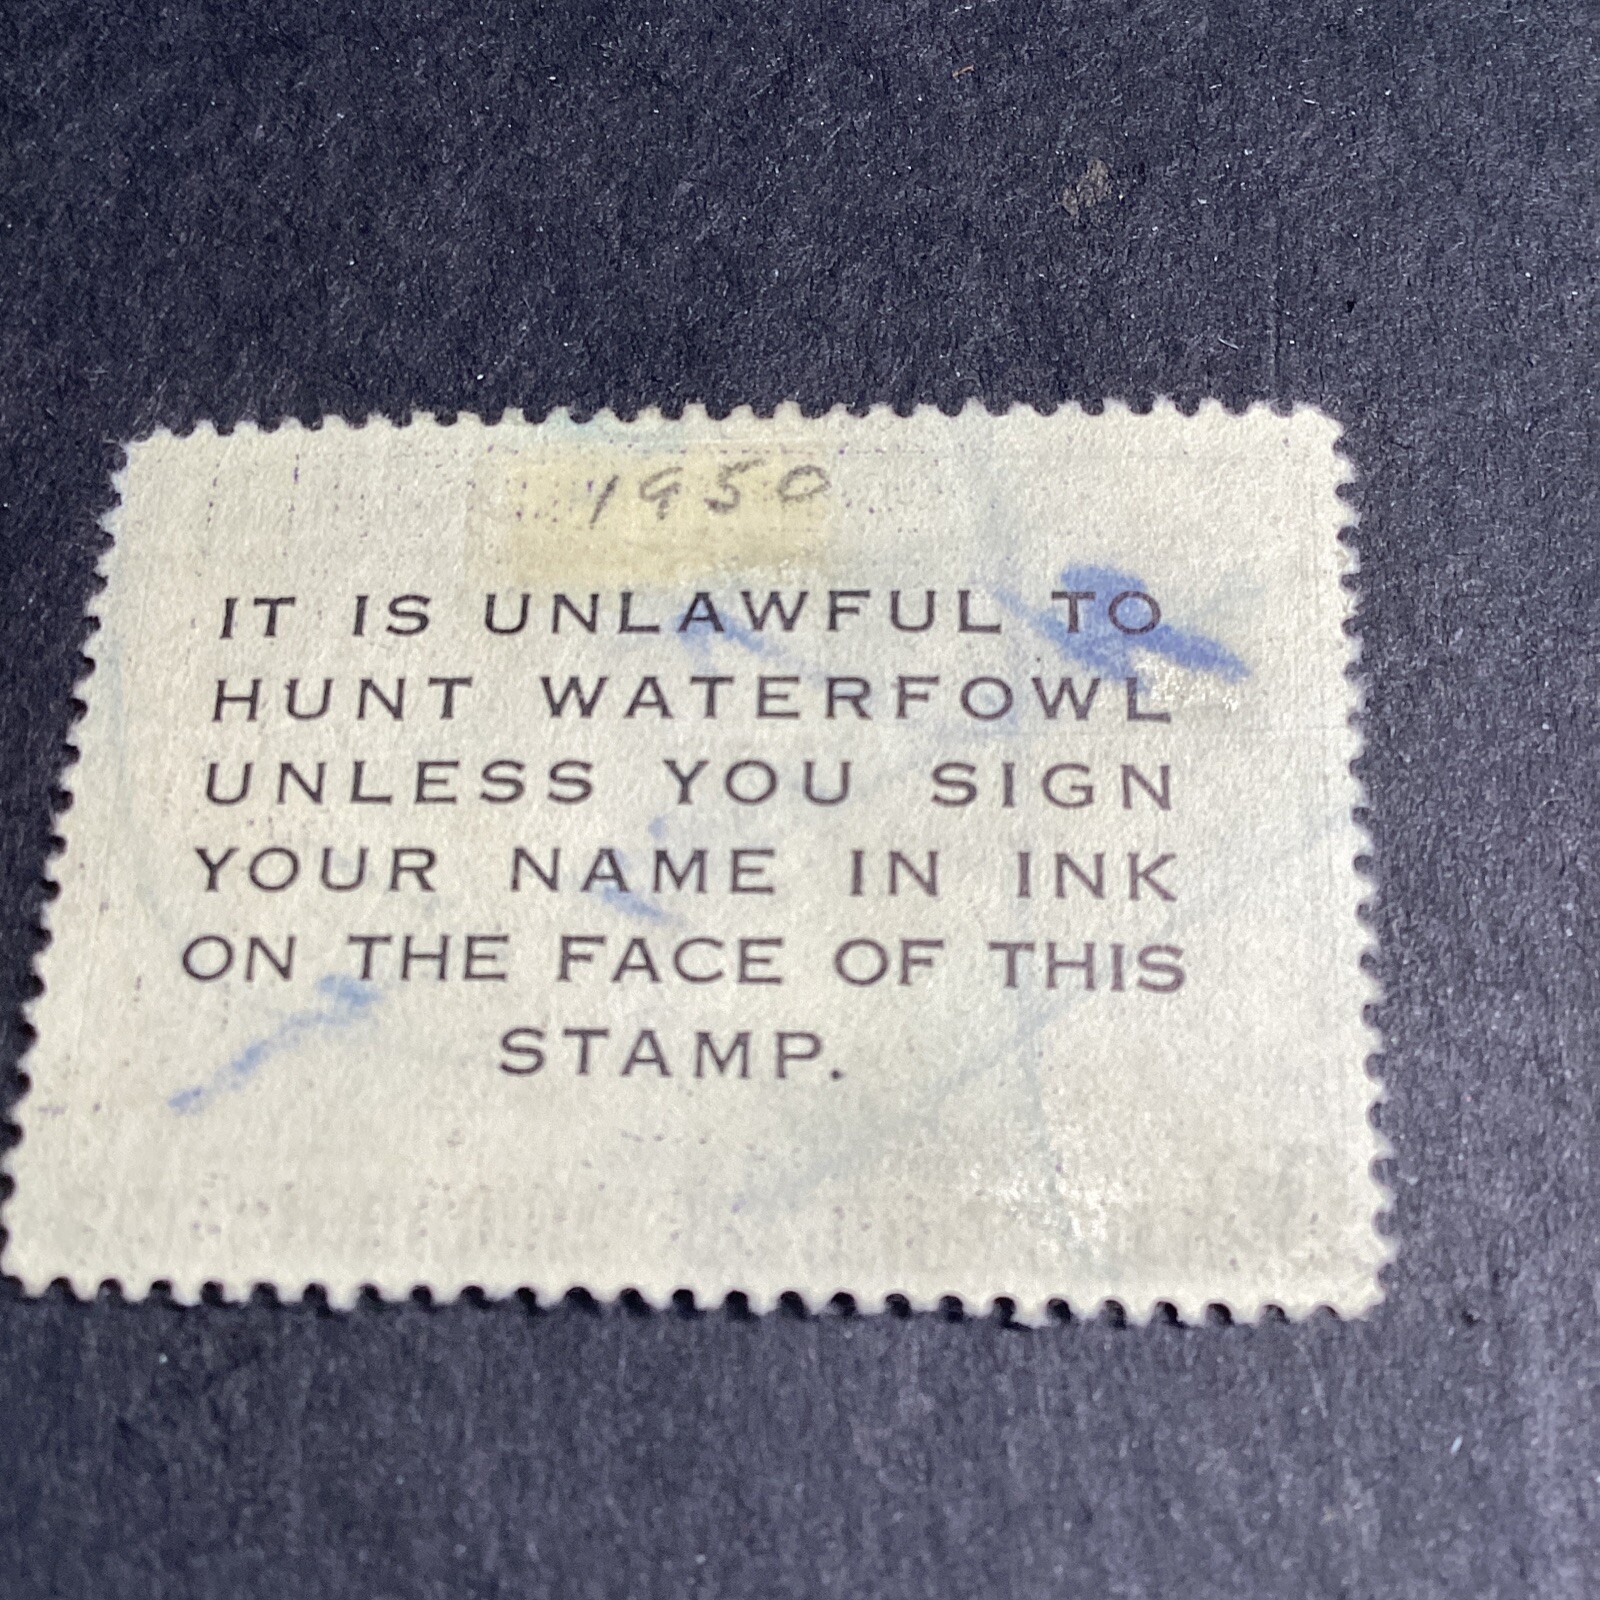 1950
IT IS UNLAWFUL TO
HUNT WATERFOWL
UNLESS YOU SIGN
YOUR NAME IN INK
ON THE FACE OF THIS
STAMP.